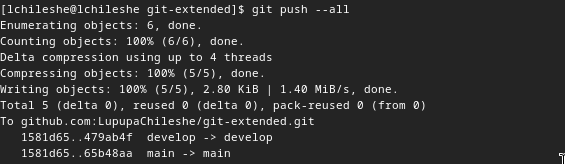 [lchileshe@lchileshe git-extended]$ git push --all
Enumerating objects: 6, done.
Counting objects: 100% (6/6), done.
Delta compression using up to 4 threads
Compressing objects: 100% (5/5), done.
Writing objects: 100% (5/5), 2.80 KiB | 1.40 MiB/s, done.
Total 5 (delta 0), reused 0 (delta 0), pack-reused 0 (from 0)
To github.com:LupupaChileshe/git-extended.git
   1581d65..479ab4f  develop -> develop
   1581d65..65b48aa  main -> main